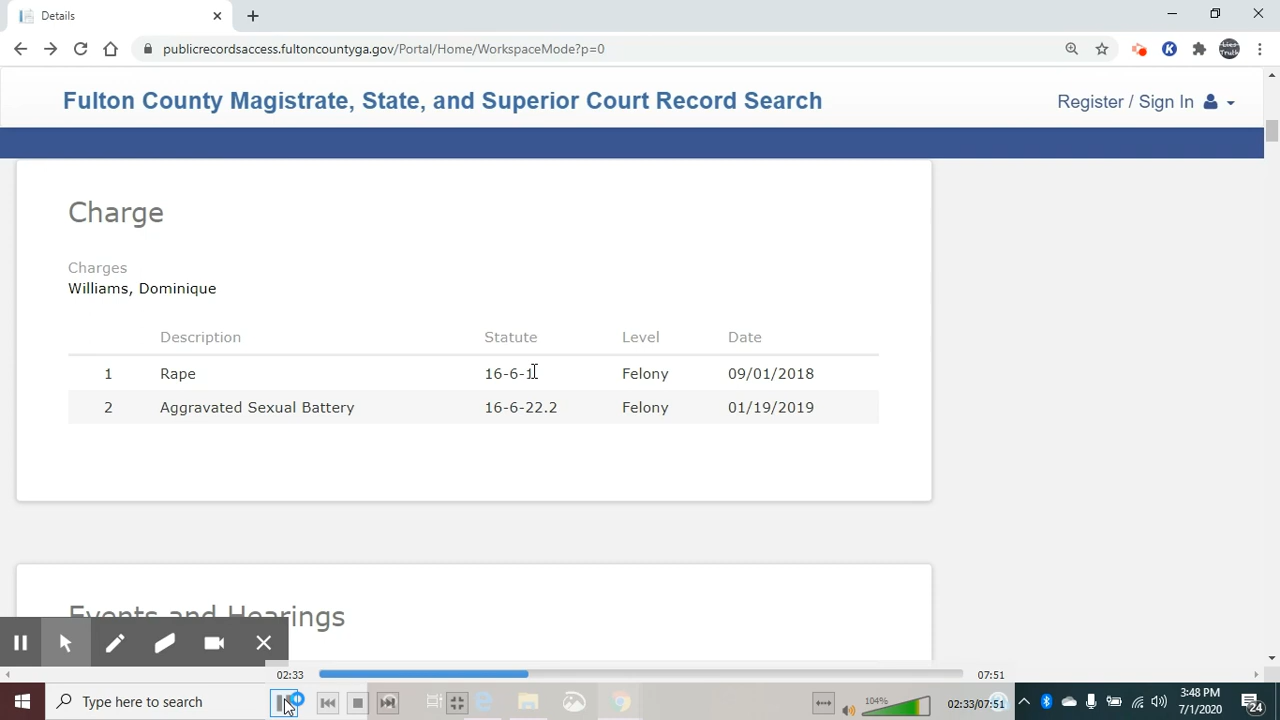 Details
publicrecordsaccess.fultoncountyga.gov/Portal/Home/WorkspaceMode?p=0
Fulton County Magistrate, State, and Superior Court Record Search
Register / Sign In
Charge
Charges
Williams, Dominique
Description Statute Level Date
1 Rape 16-6-1 Felony 09/01/2018
2 Aggravated Sexual Battery 16-6-22.2 Felony 01/19/2019
Events and Hearings
02:33 07:51
Type here to search
104%
02:33/07:51
3:48 PM
7/1/2020
24